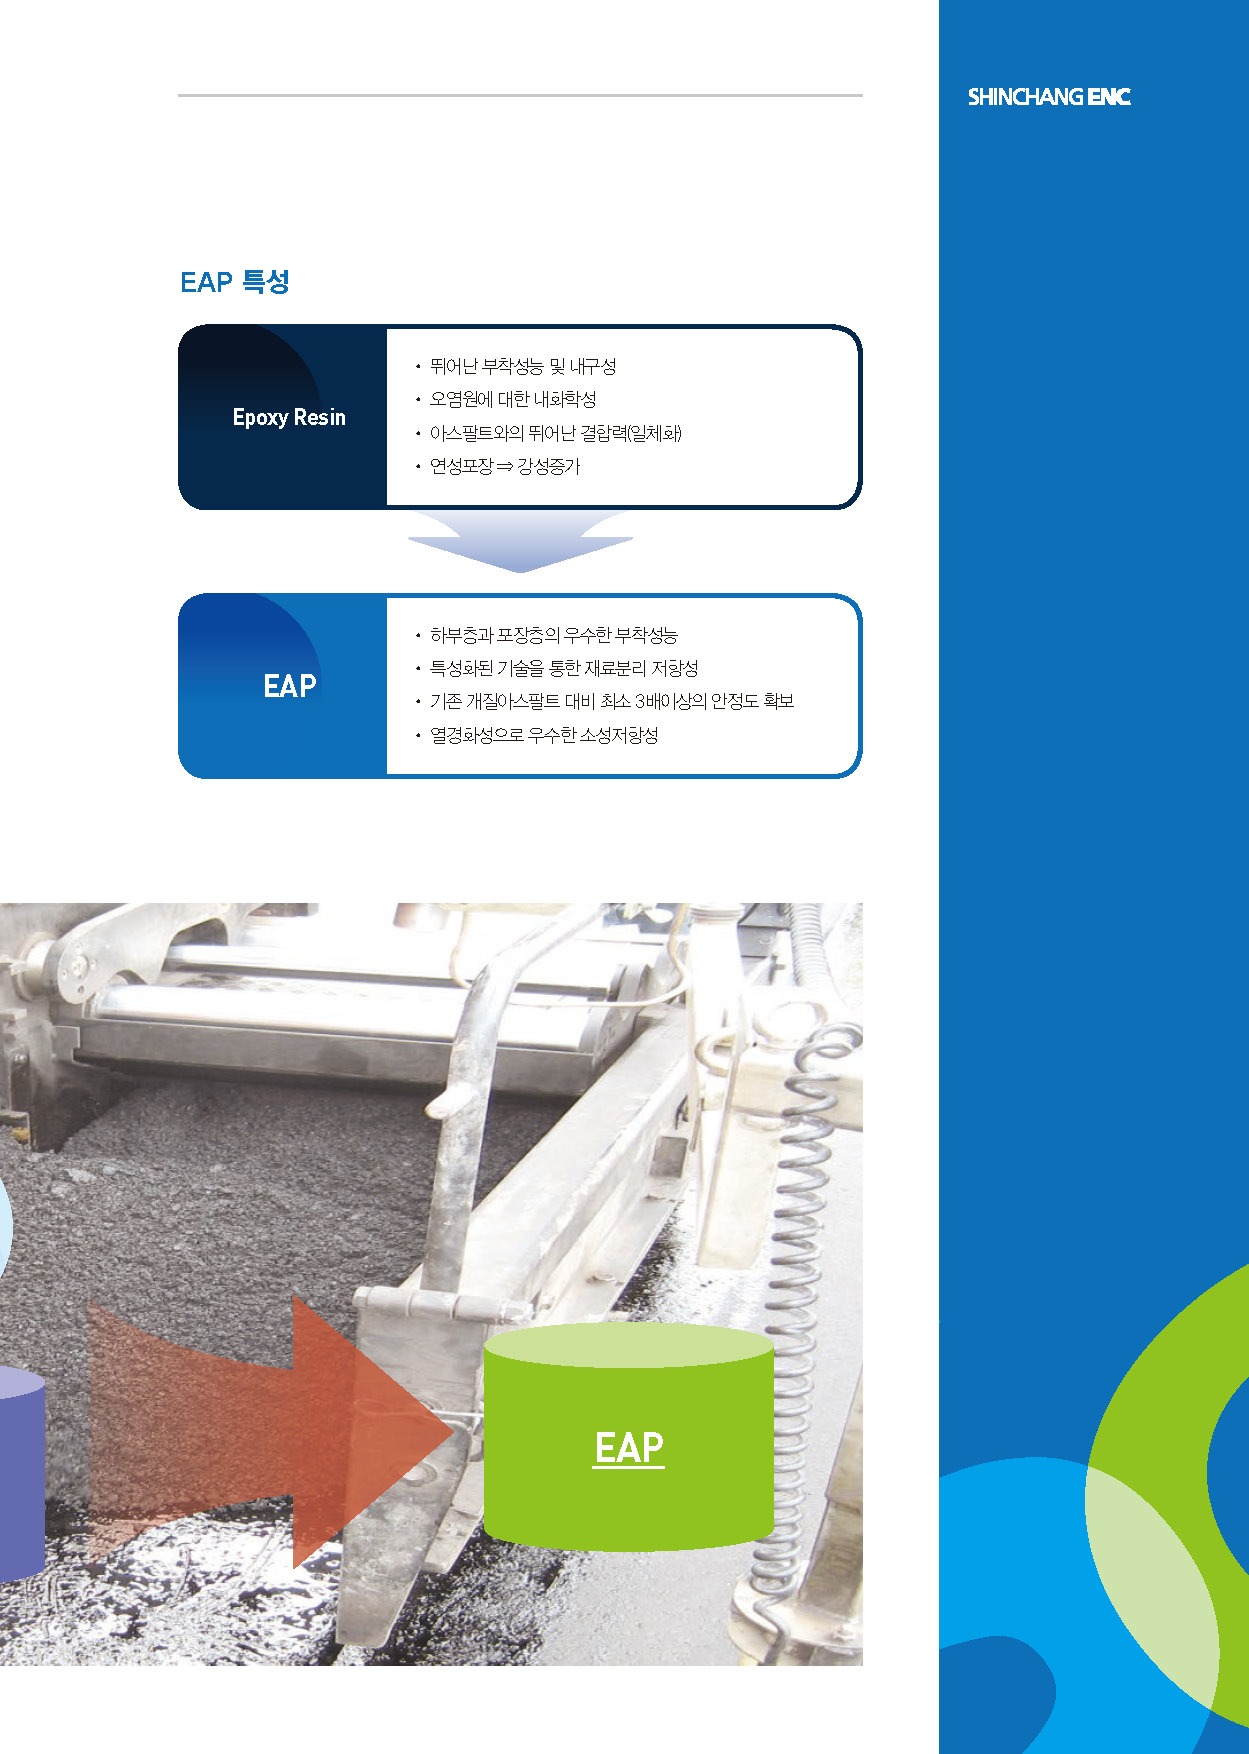 SHINCHANG ENC
EAP 특성
Epoxy Resin
• 뛰어난 부착성능 및 내구성
• 오염원에 대한 내화학성
• 아스팔트와의 뛰어난 결합력(일체화)
• 연성포장 ⇒ 강성증가
EAP
• 하부층과 포장층의 우수한 부착성능
• 특성화된 기술을 통한 재료분리 저항성
• 기존 개질아스팔트 대비 최소 3배이상의 안정도 확보
• 열경화성으로 우수한 소성저항성
EAP